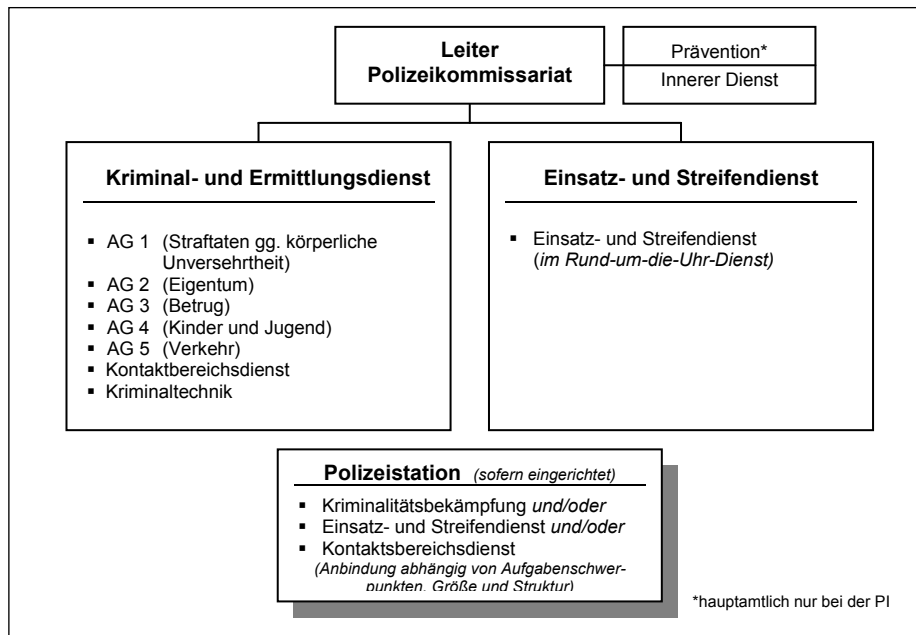 Leiter
Polizeikommissariat
Prävention*
Innerer Dienst
Kriminal- und Ermittlungsdienst
▪ AG 1 (Straftaten gg. körperliche
Unversehrtheit)
▪ AG 2 (Eigentum)
▪ AG 3 (Betrug)
▪ AG 4 (Kinder und Jugend)
▪ AG 5 (Verkehr)
▪ Kontaktbereichsdienst
▪ Kriminaltechnik
Einsatz- und Streifendienst
▪ Einsatz- und Streifendienst
(im Rund-um-die-Uhr-Dienst)
Polizeistation (sofern eingerichtet)
▪ Kriminalitätsbekämpfung und/oder
▪ Einsatz- und Streifendienst und/oder
▪ Kontaktsbereichsdienst
(Anbindung abhängig von Aufgabenschwer-
punkten, Größe und Struktur)
*hauptamtlich nur bei der PI